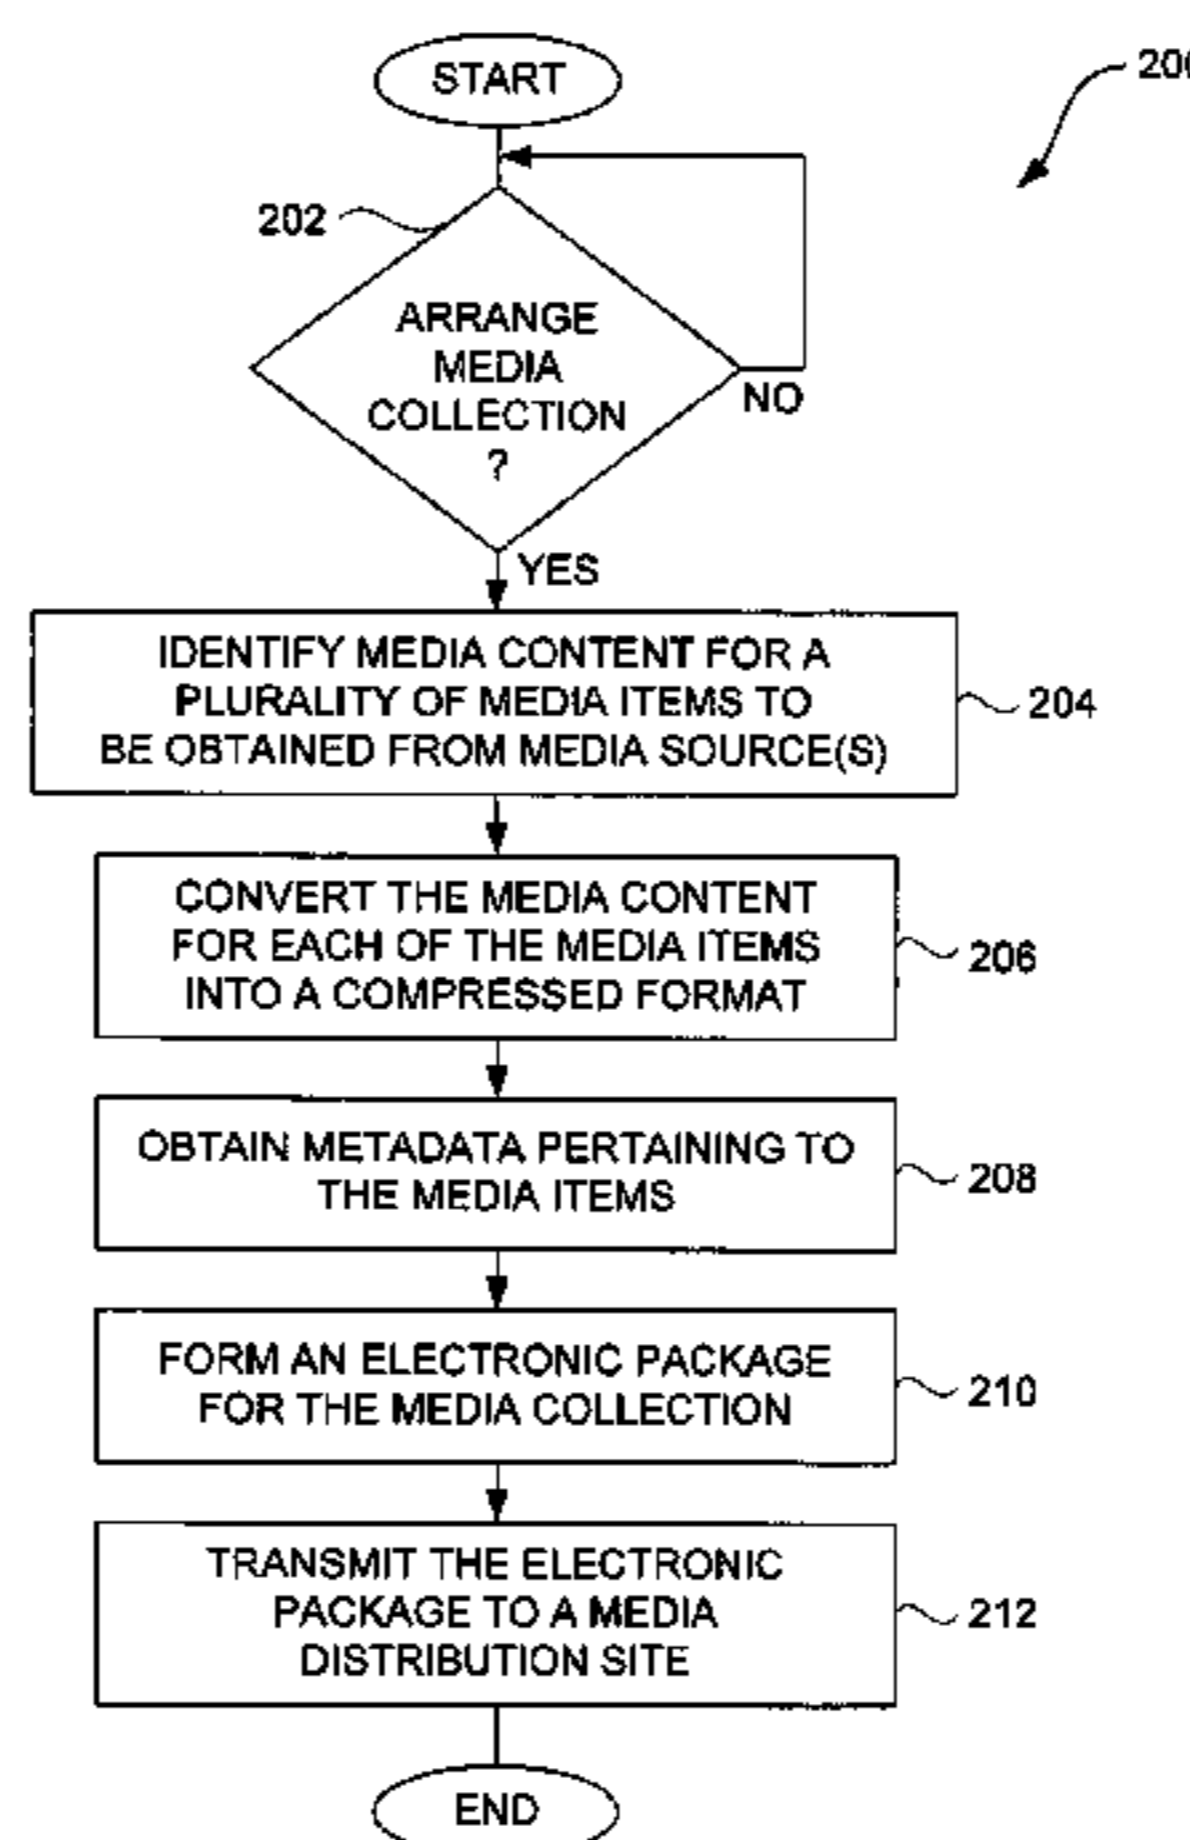 START
200
202
ARRANGE
MEDIA
COLLECTION
?
NO
YES
IDENTIFY MEDIA CONTENT FOR A
PLURALITY OF MEDIA ITEMS TO
BE OBTAINED FROM MEDIA SOURCE(S)
204
CONVERT THE MEDIA CONTENT
FOR EACH OF THE MEDIA ITEMS
INTO A COMPRESSED FORMAT
206
OBTAIN METADATA PERTAINING TO
THE MEDIA ITEMS
208
FORM AN ELECTRONIC PACKAGE
FOR THE MEDIA COLLECTION
210
TRANSMIT THE ELECTRONIC
PACKAGE TO A MEDIA
DISTRIBUTION SITE
212
END